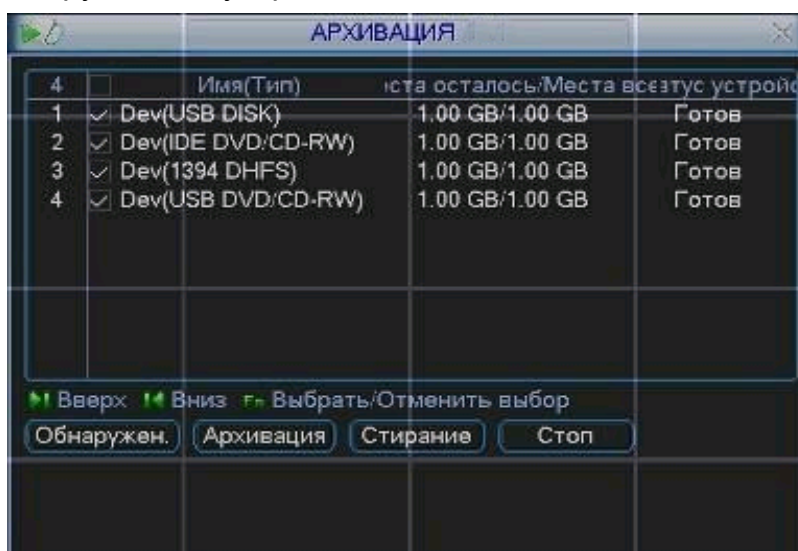 АРХИВАЦИЯ
4 Имя(Тип) ста осталось/Места все тус устройс
1 Dev(USB DISK) 1.00 GB/1.00 GB Готов
2 Dev(IDE DVD/CD-RW) 1.00 GB/1.00 GB Готов
3 Dev(1394 DHFS) 1.00 GB/1.00 GB Готов
4 Dev(USB DVD/CD-RW) 1.00 GB/1.00 GB Готов
Вверх Вниз Fn Выбрать/Отменить выбор
Обнаружен. Архивация Стирание Стоп